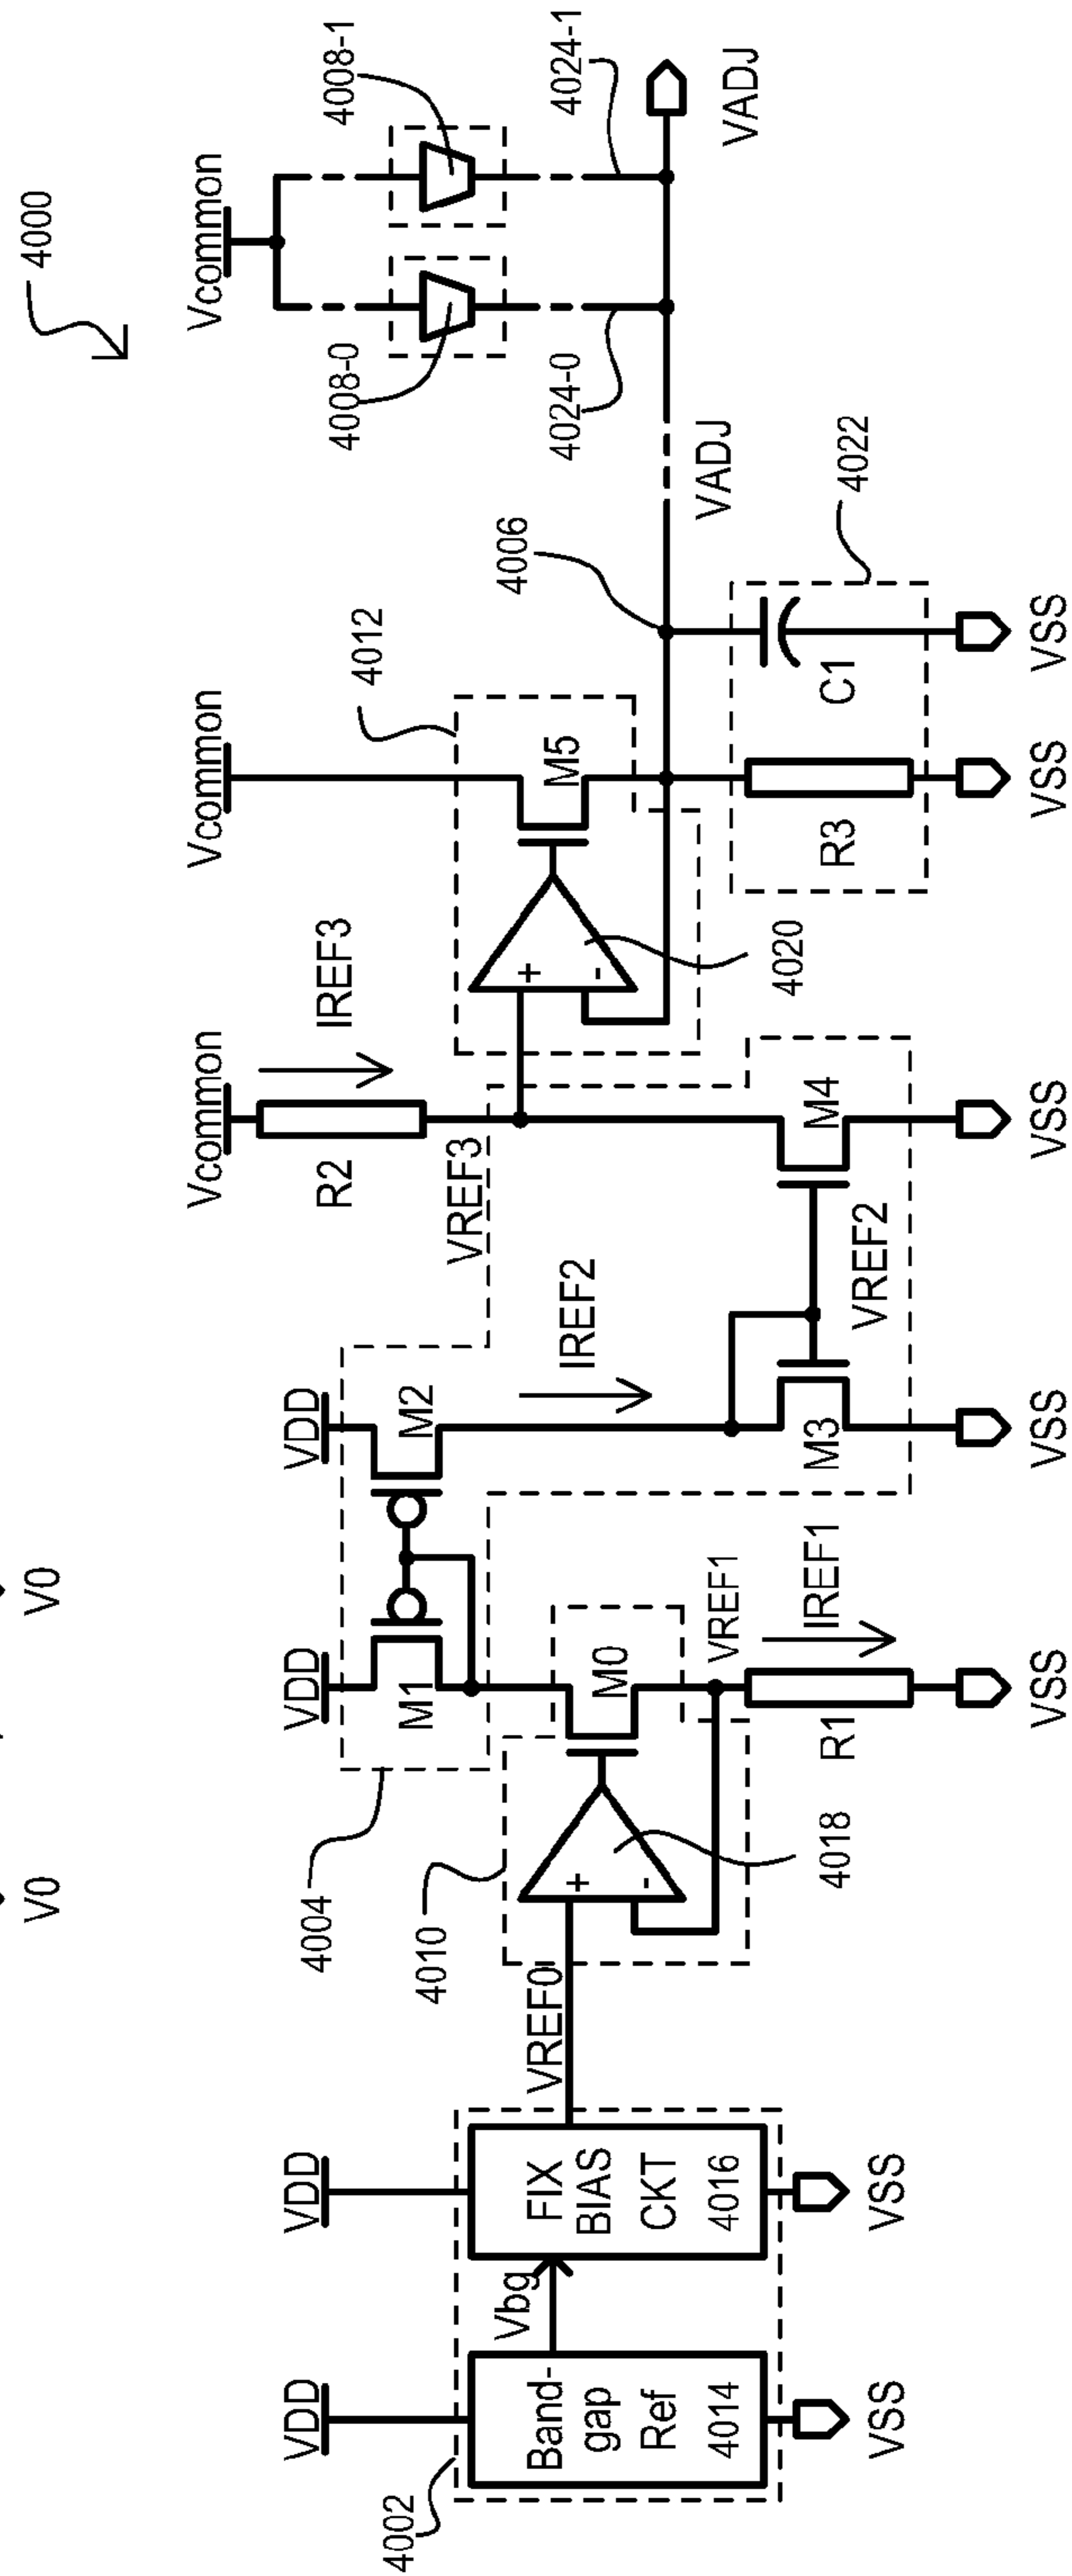 V0
V0
4000
Vcommon
4008-0
4008-1
4024-0
4024-1
VADJ
VADJ
4006
4022
C1
R3
VSS
VSS
Vcommon
4012
M5
+
-
4020
Vcommon
IREF3
R2
VREF3
M4
VREF2
VSS
VDD
VDD
M1
M2
IREF2
M3
VSS
4004
4010
M0
+
-
4018
VREF1
IREF1
R1
VSS
VREF0
VDD
FIX
BIAS
CKT
4016
VSS
Vbg
VDD
Band-
gap
Ref
4014
VSS
4002